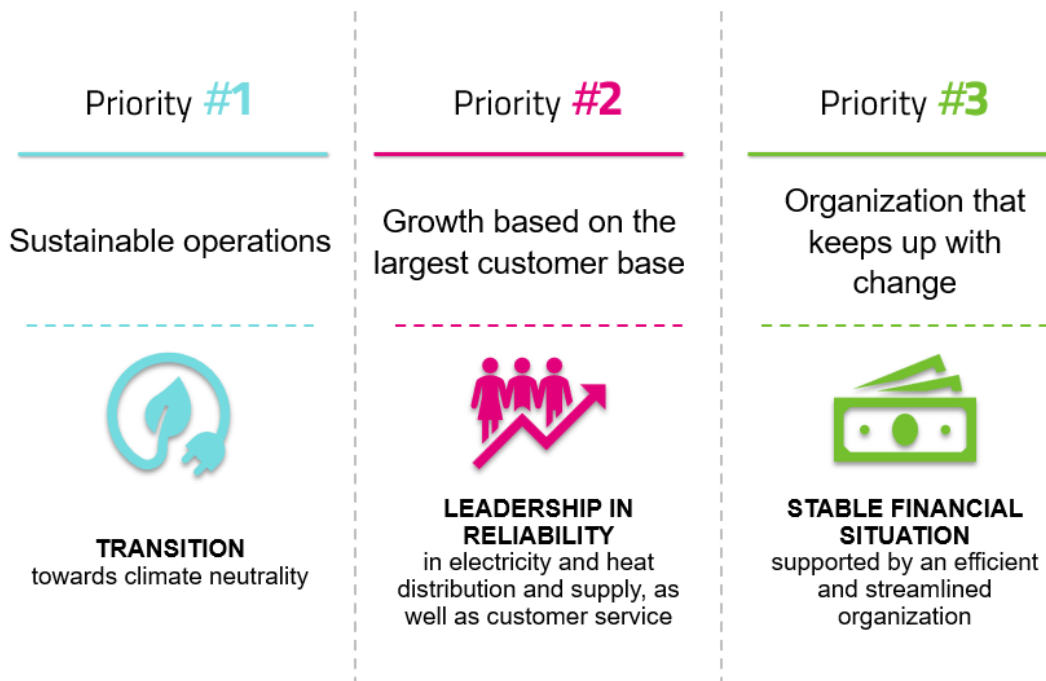 Priority #1
Sustainable operations
TRANSITION
towards climate neutrality
Priority #2
Growth based on the
largest customer base
LEADERSHIP IN
RELIABILITY
in electricity and heat
distribution and supply, as
well as customer service
Priority #3
Organization that
keeps up with
change
STABLE FINANCIAL
SITUATION
supported by an efficient
and streamlined
organization